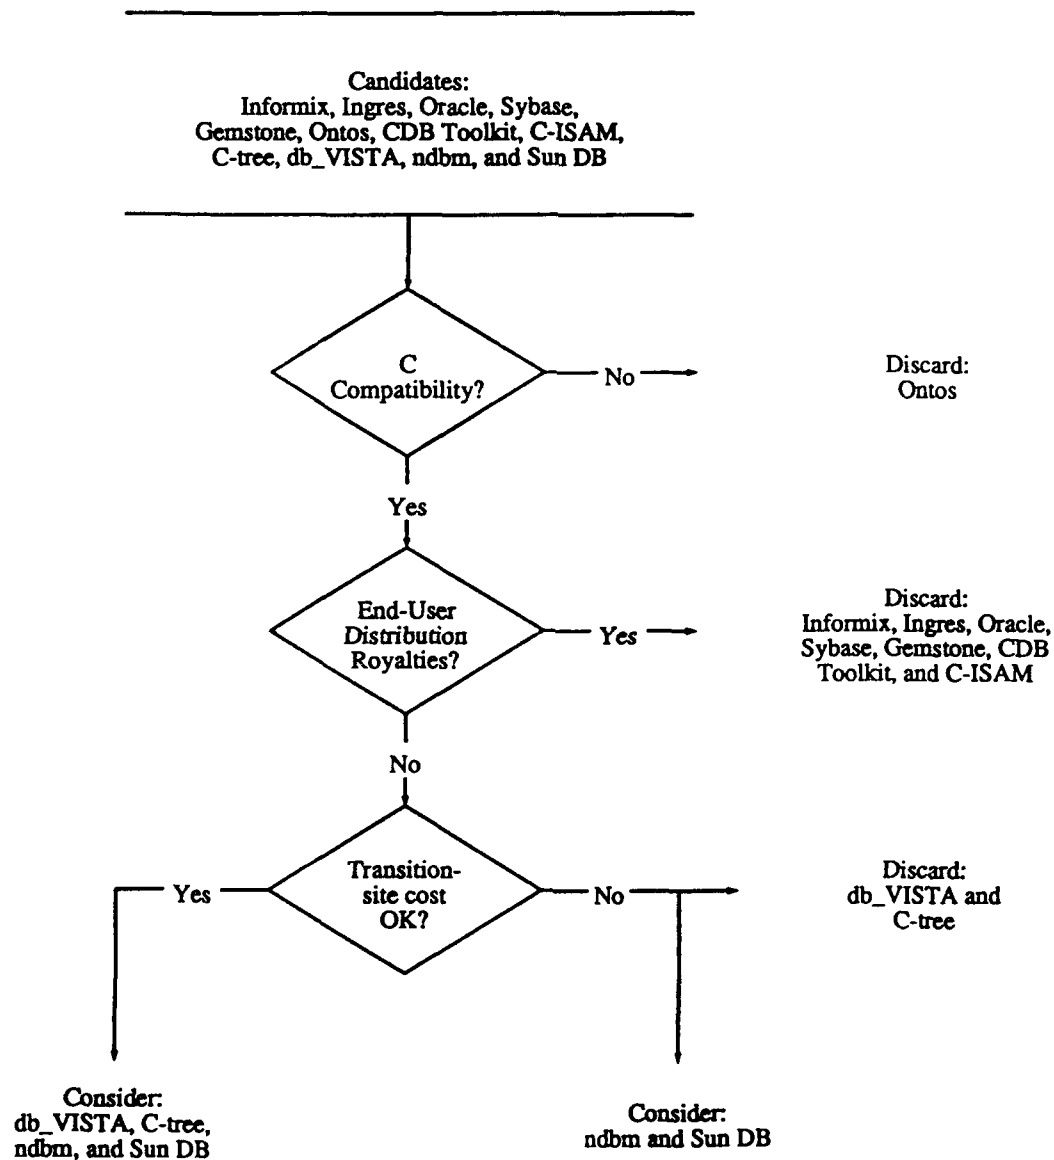 Candidates:
Informix, Ingres, Oracle, Sybase,
Gemstone, Ontos, CDB Toolkit, C-ISAM,
C-tree, db_VISTA, ndbm, and Sun DB
C
Compatibility?
No
Discard:
Ontos
Yes
End-User
Distribution
Royalties?
Yes
Discard:
Informix, Ingres, Oracle,
Sybase, Gemstone, CDB
Toolkit, and C-ISAM
No
Transition-
site cost
OK?
Yes
No
Discard:
db_VISTA and
C-tree
Consider:
db_VISTA, C-tree,
ndbm, and Sun DB
Consider:
ndbm and Sun DB